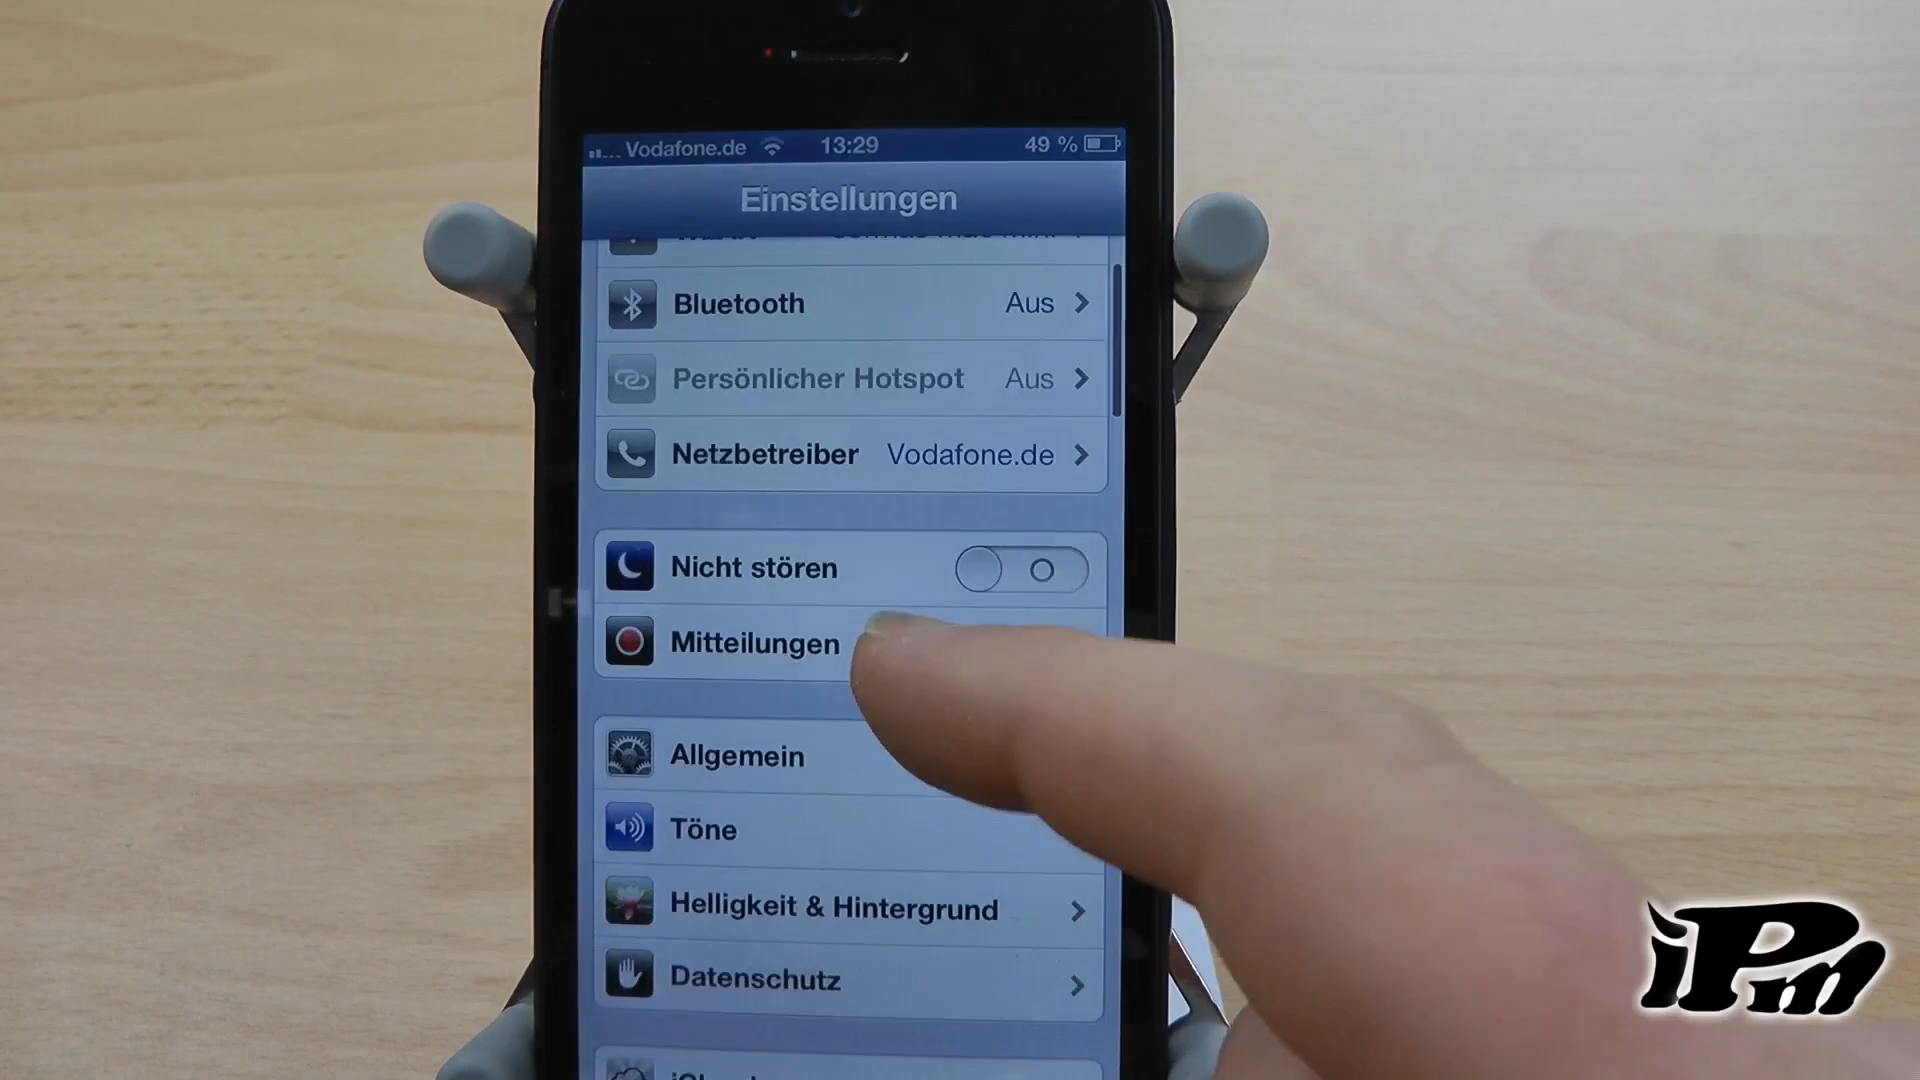 Vodafone.de 13:29 49 %
Einstellungen
Bluetooth Aus
Persönlicher Hotspot Aus
Netzbetreiber Vodafone.de
Nicht stören
Mitteilungen
Allgemein
Töne
Helligkeit & Hintergrund
Datenschutz
iPm